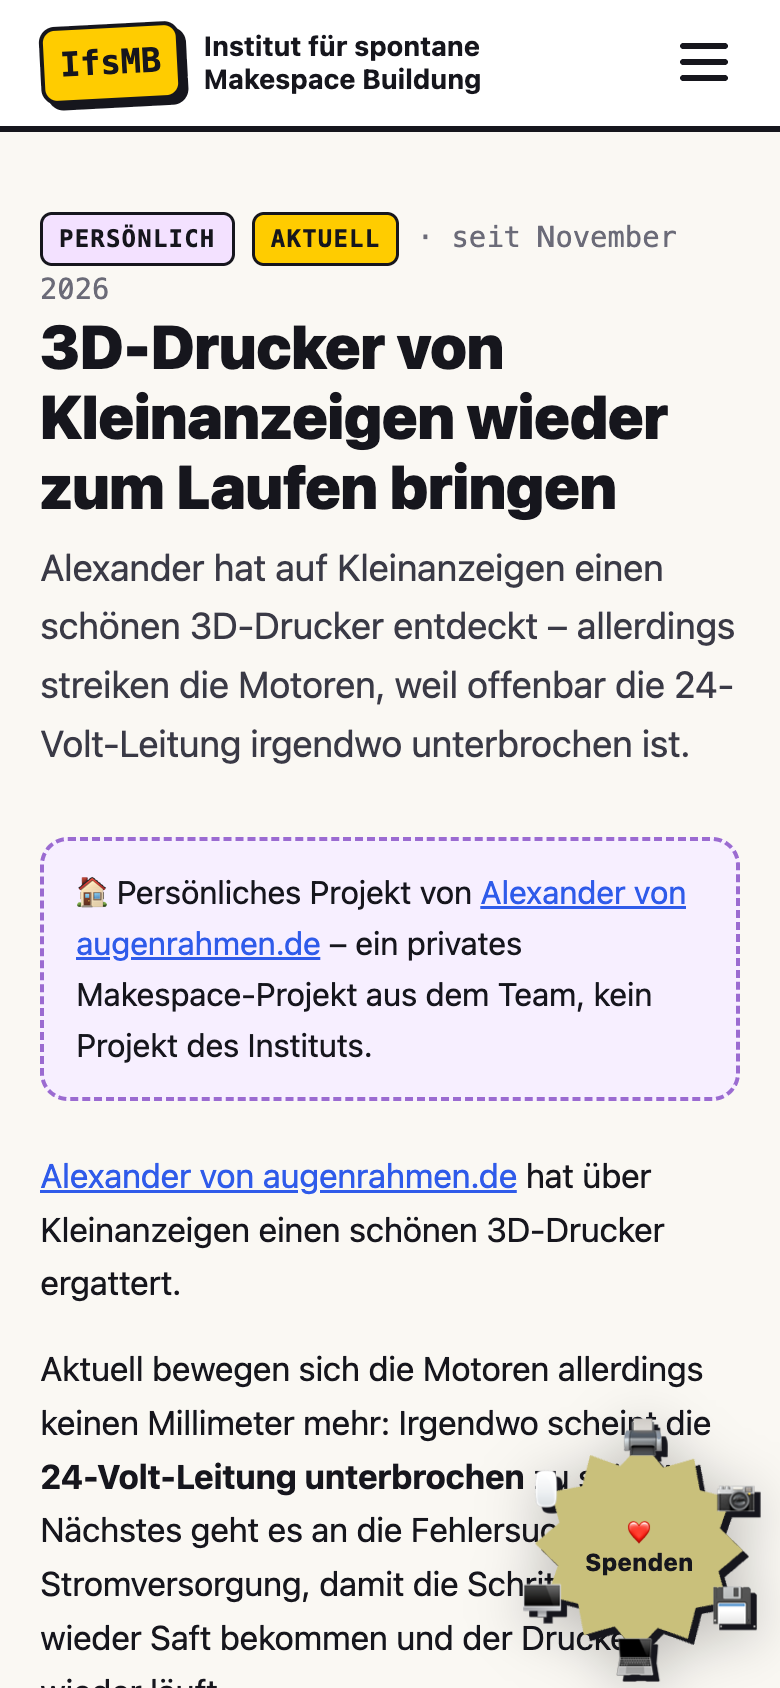 IfsMB
Institut für spontane
Makespace Buildung
PERSÖNLICH AKTUELL · seit November
2026
3D-Drucker von
Kleinanzeigen wieder
zum Laufen bringen
Alexander hat auf Kleinanzeigen einen
schönen 3D-Drucker entdeckt – allerdings
streiken die Motoren, weil offenbar die 24-
Volt-Leitung irgendwo unterbrochen ist.
Persönliches Projekt von Alexander von
augenrahmen.de – ein privates
Makespace-Projekt aus dem Team, kein
Projekt des Instituts.
Alexander von augenrahmen.de hat über
Kleinanzeigen einen schönen 3D-Drucker
ergattert.
Aktuell bewegen sich die Motoren allerdings
keinen Millimeter mehr: Irgendwo scheint die
24-Volt-Leitung unterbrochen
Nächstes geht es an die
Stromversorgung, damit die
wieder Saft bekommen und der Drucker
wieder läuft.
Spenden